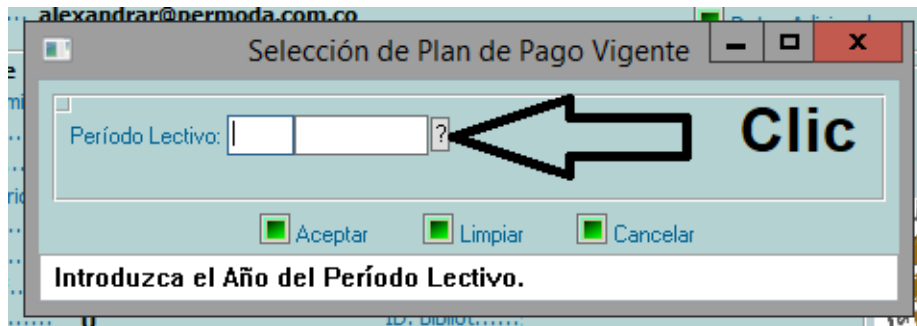 alexandrar@permoda.com.co
Selección de Plan de Pago Vigente
Período Lectivo: ?
Clic
Aceptar Limpiar Cancelar
Introduzca el Año del Período Lectivo.